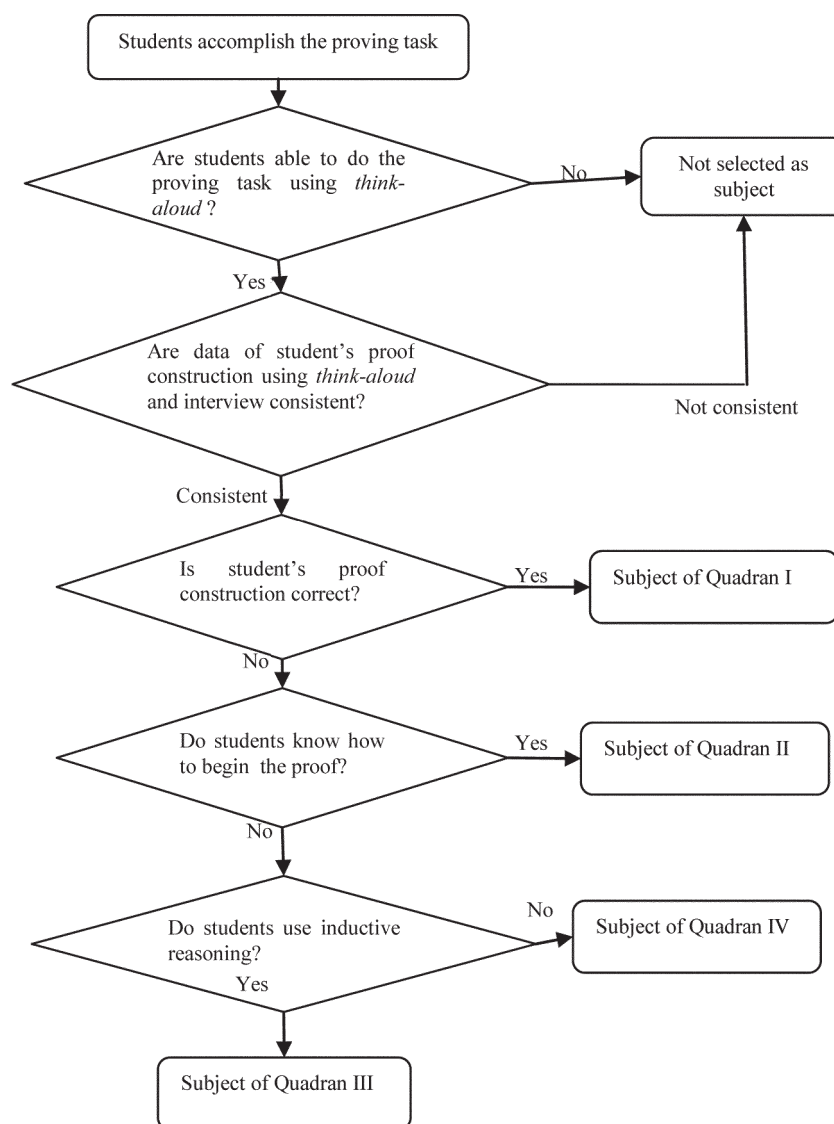 Students accomplish the proving task
Are students able to do the
proving task using think-
aloud ?
No
Not selected as
subject
Yes
Are data of student’s proof
construction using think-aloud
and interview consistent?
Not consistent
Consistent
Is student’s proof
construction correct?
Yes
Subject of Quadran I
No
Do students know how
to begin the proof?
Yes
Subject of Quadran II
No
Do students use inductive
reasoning?
No
Subject of Quadran IV
Yes
Subject of Quadran III